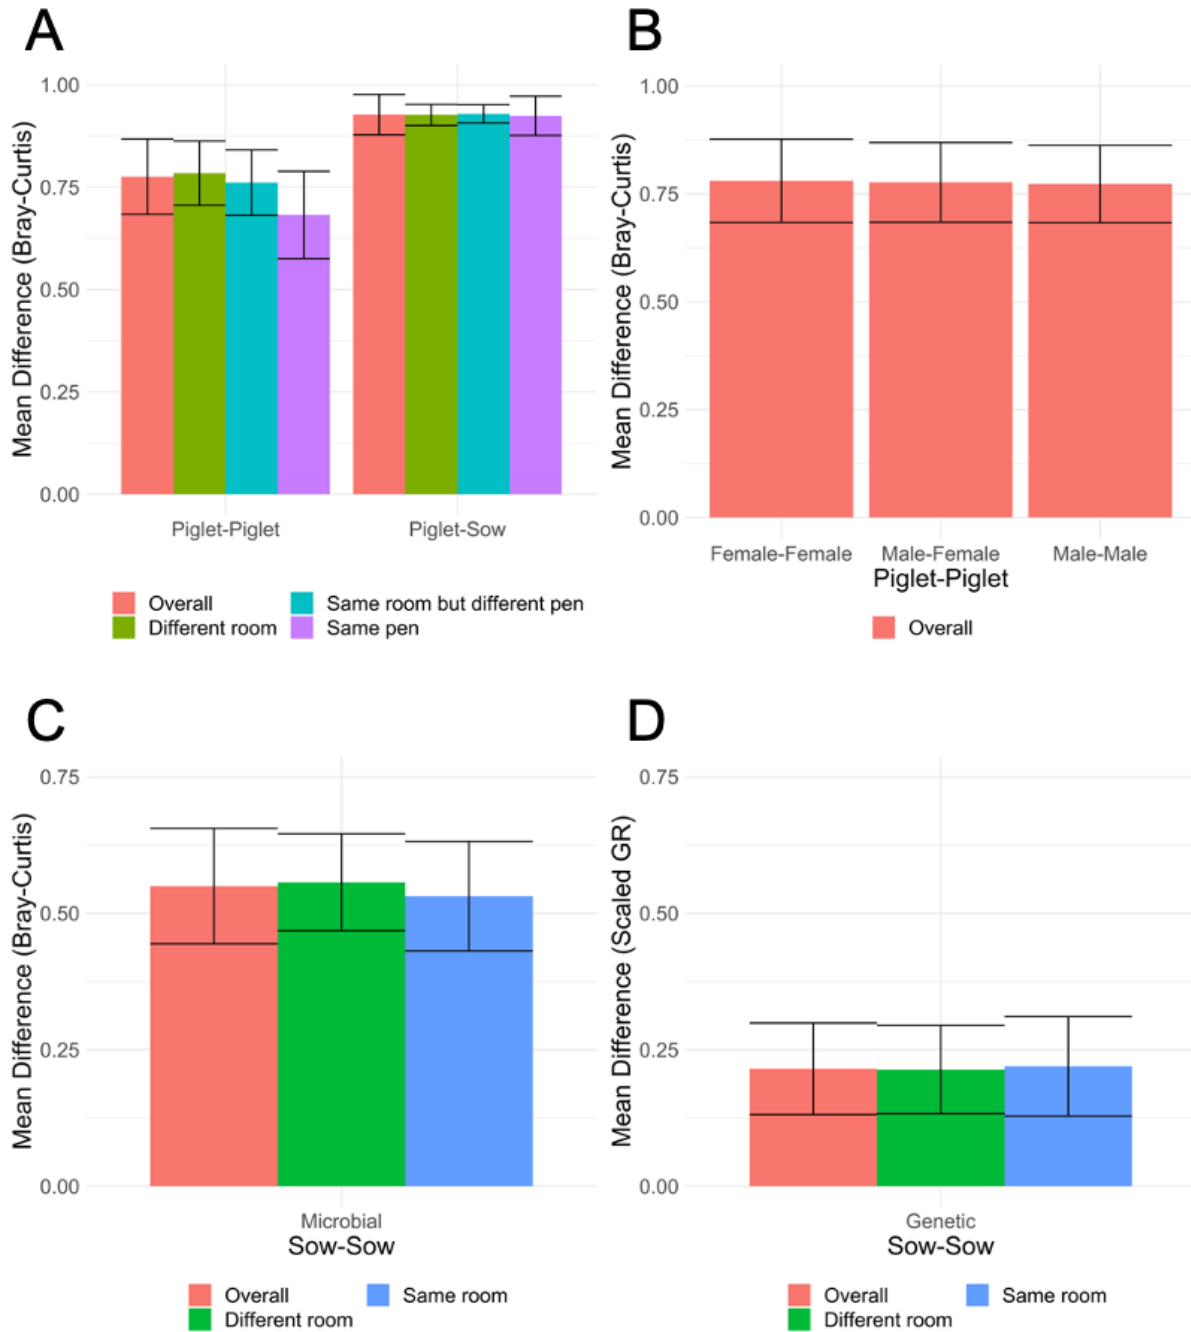 A
Mean Difference (Bray-Curtis)
1.00
0.75
0.50
0.25
0.00
Piglet-Piglet
Piglet-Sow
Overall
Different room
Same room but different pen
Same pen
B
Mean Difference (Bray-Curtis)
1.00
0.75
0.50
0.25
0.00
Female-Female
Male-Female
Male-Male
Piglet-Piglet
Overall
C
Mean Difference (Bray-Curtis)
0.75
0.50
0.25
0.00
Microbial
Sow-Sow
Overall
Different room
Same room
D
Mean Difference (Scaled GR)
0.75
0.50
0.25
0.00
Genetic
Sow-Sow
Overall
Different room
Same room